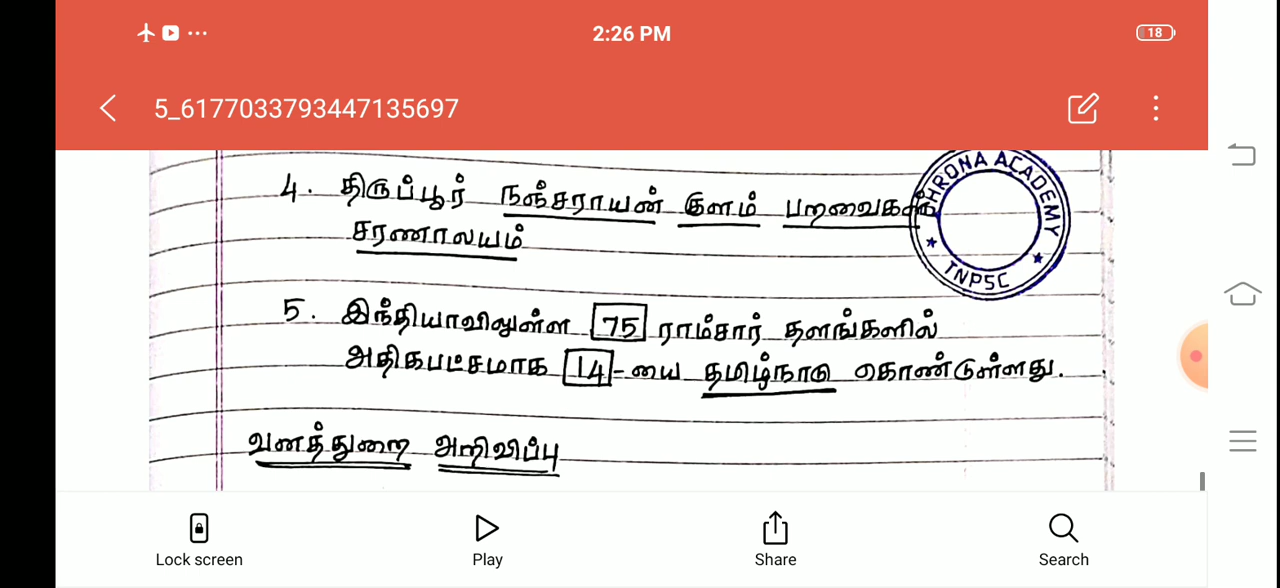 2:26 PM
18
5_6177033793447135697
4. திருப்பூர் நஞ்சராயன் குளம் பறவைகள்
சரணாலயம்
BHRONA ACADEMY
TNPSC
5. இந்தியாவிலுள்ள 75 ராம்சார் தளங்களில்
அதிகபட்சமாக 14-யை தமிழ்நாடு கொண்டுள்ளது.
வனத்துறை அறிவிப்பு
Lock screen
Play
Share
Search